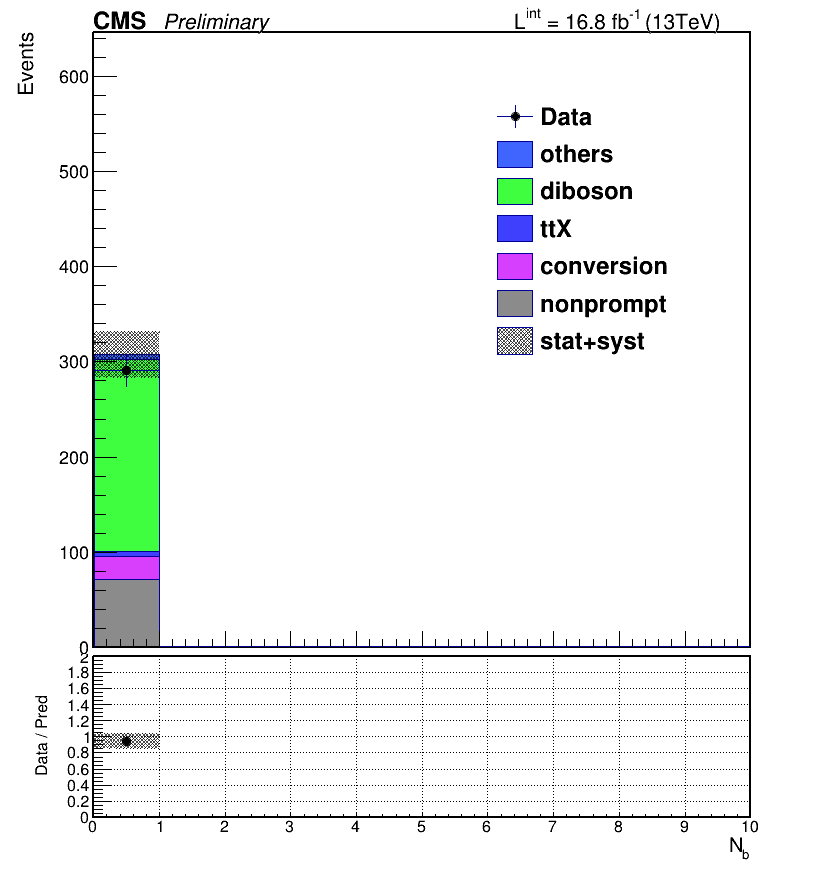 CMS Preliminary L^int = 16.8 fb^-1 (13TeV)
Events
600
500
400
300
200
100
0
Data
others
diboson
ttX
conversion
nonprompt
stat+syst
Data / Pred
2
1.8
1.6
1.4
1.2
1
0.8
0.6
0.4
0.2
0
0 1 2 3 4 5 6 7 8 9 10
N_b